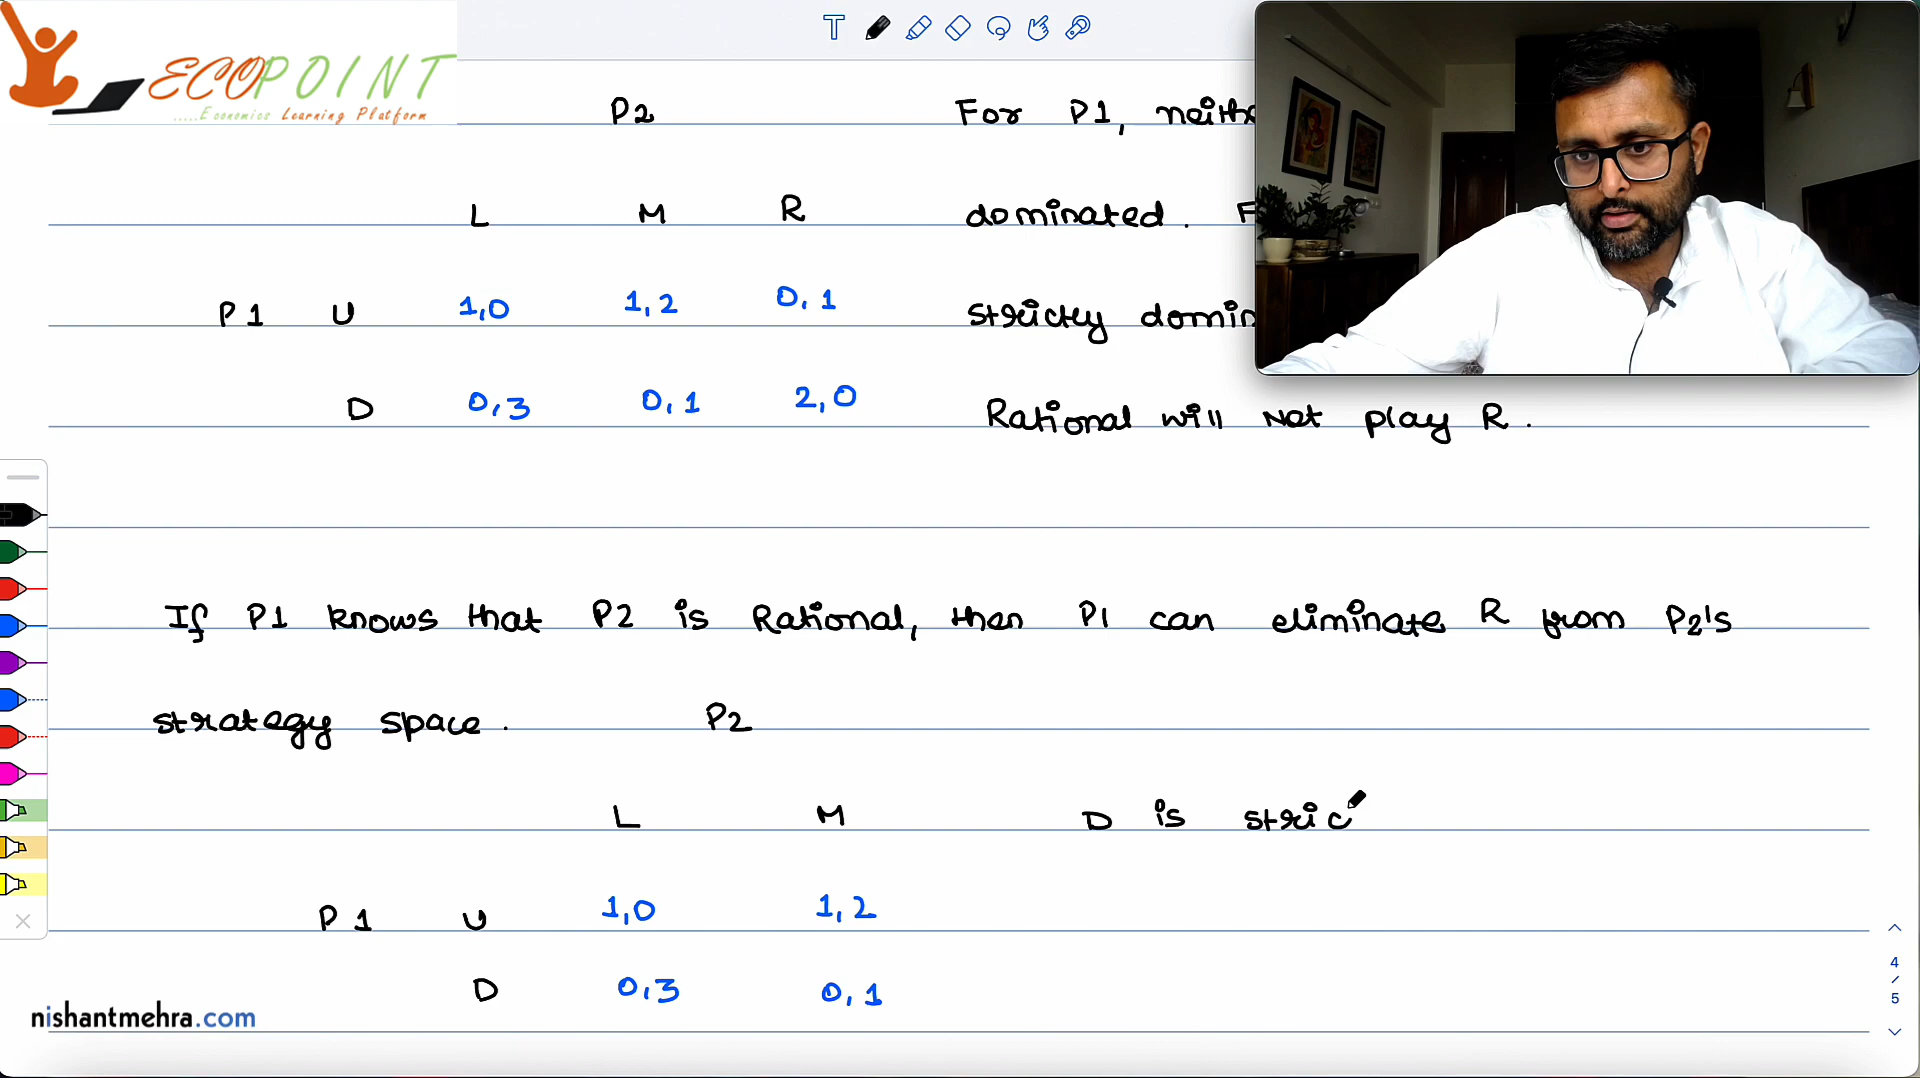 ECOPOINT
.....Economics Learning Platform
P2
For P1,
L M R
dominated.
P1 U 1,0 1,2 0,1
strictly
D 0,3 0,1 2,0
Rational will Not play R.
If P1 knows that P2 is Rational, then P1 can eliminate R from P2's
strategy space. P2
L M D is stric
P1 U 1,0 1,2
D 0,3 0,1
nishantmehra.com
4
/
5